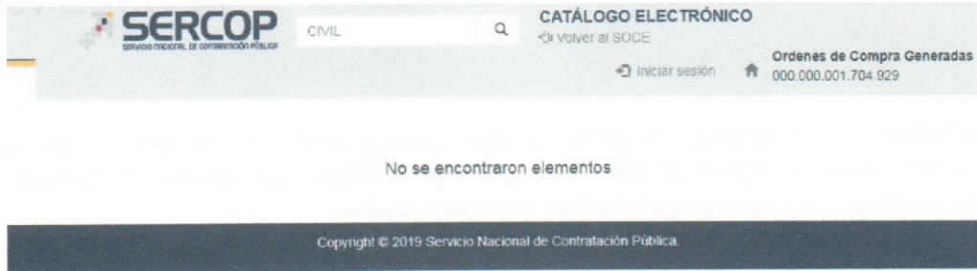 SERCOP
SERVICIO NACIONAL DE CONTRATACIÓN PÚBLICA
CIVIL
CATÁLOGO ELECTRÓNICO
Volver al SOCE
Iniciar sesión
Ordenes de Compra Generadas
000.000.001.704.929
No se encontraron elementos
Copyright © 2019 Servicio Nacional de Contratación Pública.